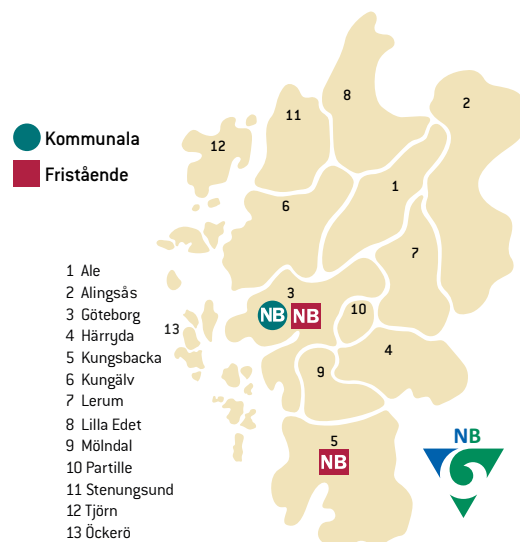 8
2
11
Kommunala
12
Fristående
1
6
7
1 Ale
2 Alingsås
3
3 Göteborg
NB NB
10
4 Härryda
13
5 Kungsbacka
4
6 Kungälv
9
7 Lerum
8 Lilla Edet
5
NB
9 Mölndal
NB
10 Partille
11 Stenungsund
12 Tjörn
13 Öckerö